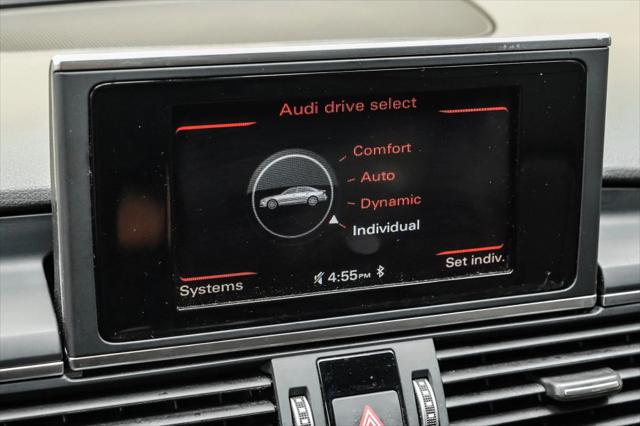 Audi drive select
Comfort
Auto
Dynamic
Individual
Set indiv.
4:55PM
Systems